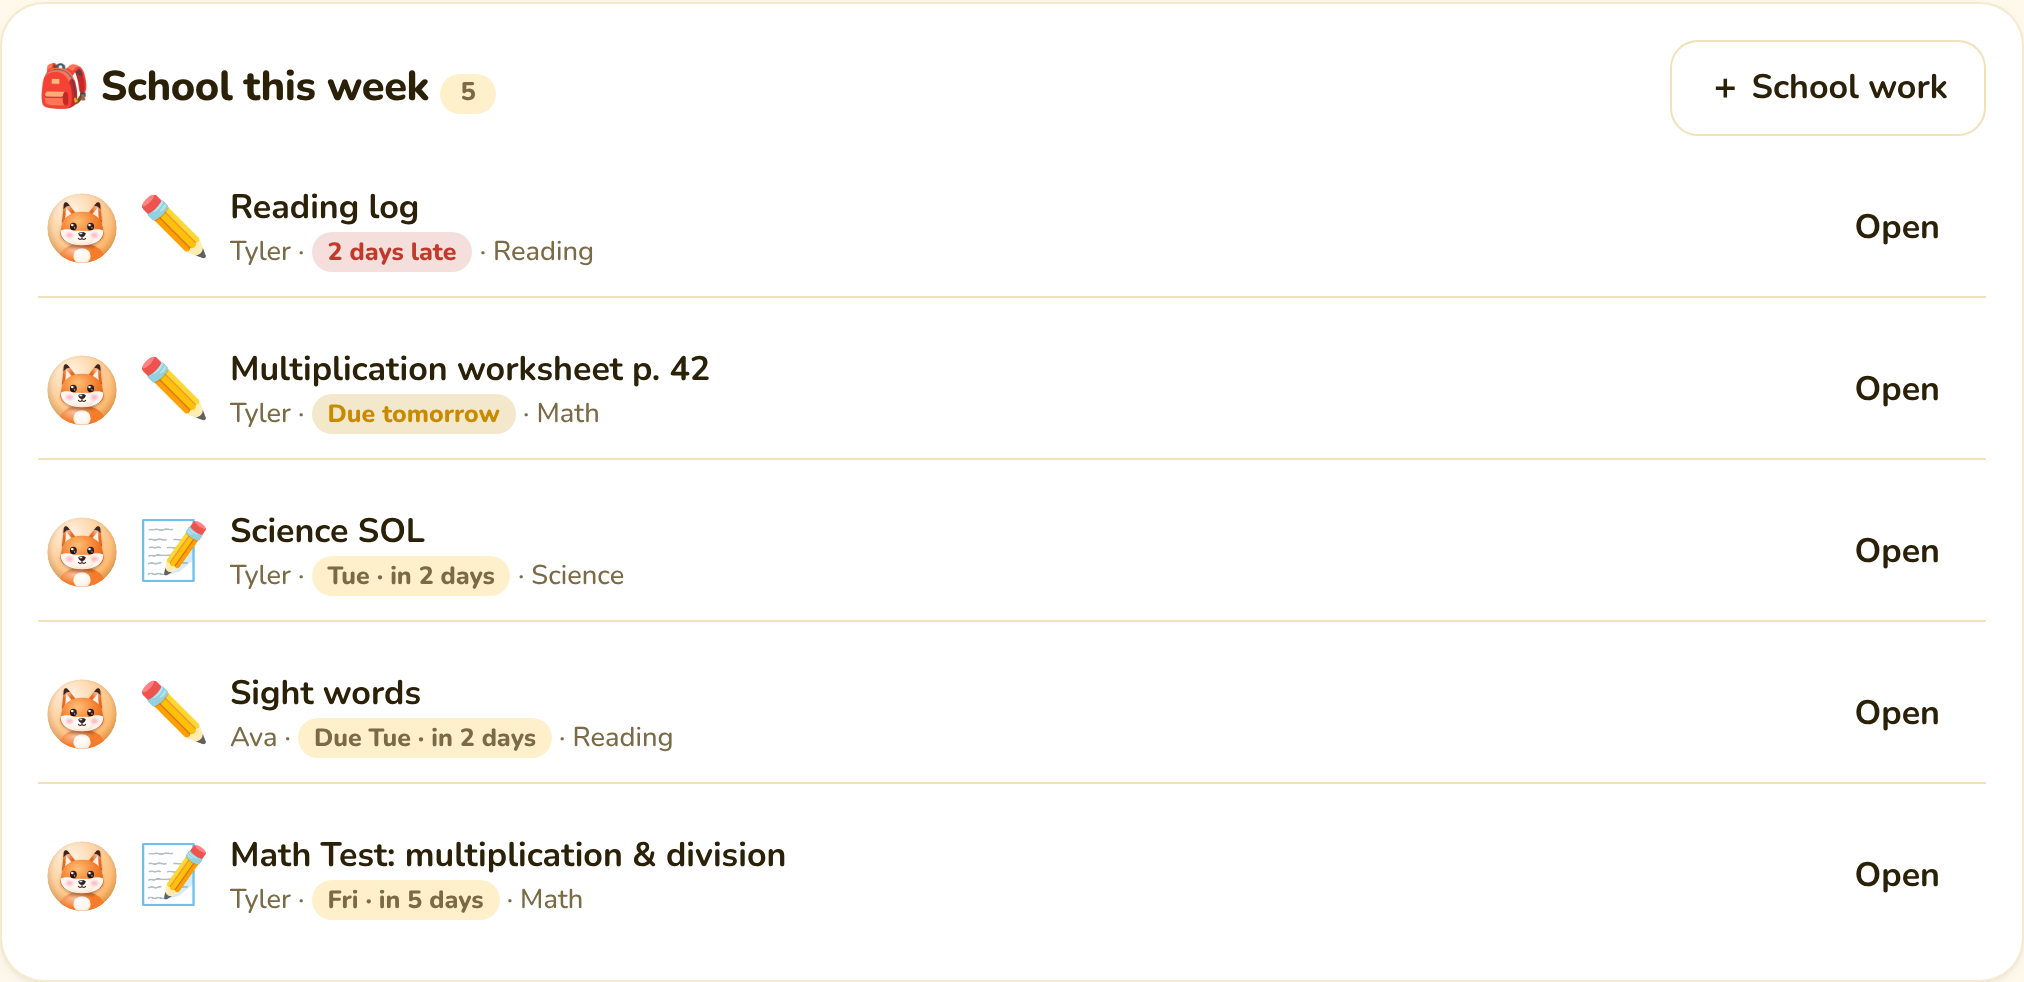 School this week 5
+ School work
Reading log
Tyler · 2 days late · Reading
Open
Multiplication worksheet p. 42
Tyler · Due tomorrow · Math
Open
Science SOL
Tyler · Tue · in 2 days · Science
Open
Sight words
Ava · Due Tue · in 2 days · Reading
Open
Math Test: multiplication & division
Tyler · Fri · in 5 days · Math
Open